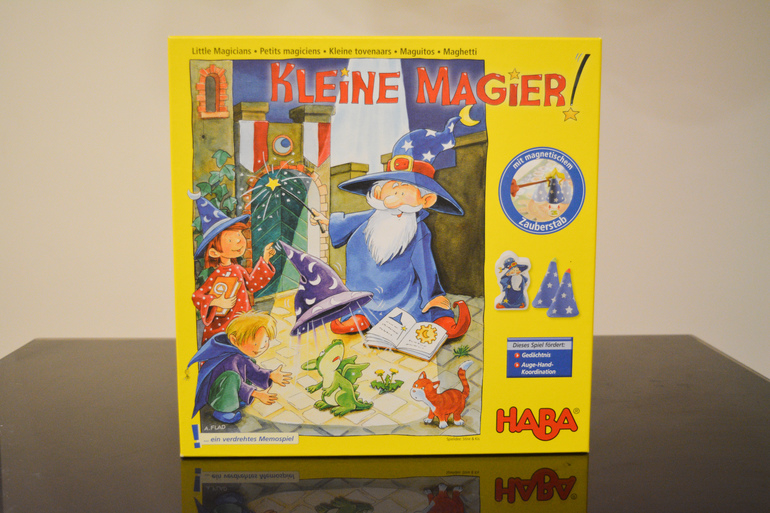 Little Magicians • Petits magiciens • Kleine tovenaars • Maguitos • Maghetti
KLEINE MAGIER!
mit magnetischem
Zauberstab
Dieses Spiel fördert:
Gedächtnis
Auge-Hand-
Koordination
HABA®
A. FLAD
! ... ein verdrehtes Memospiel
HABA